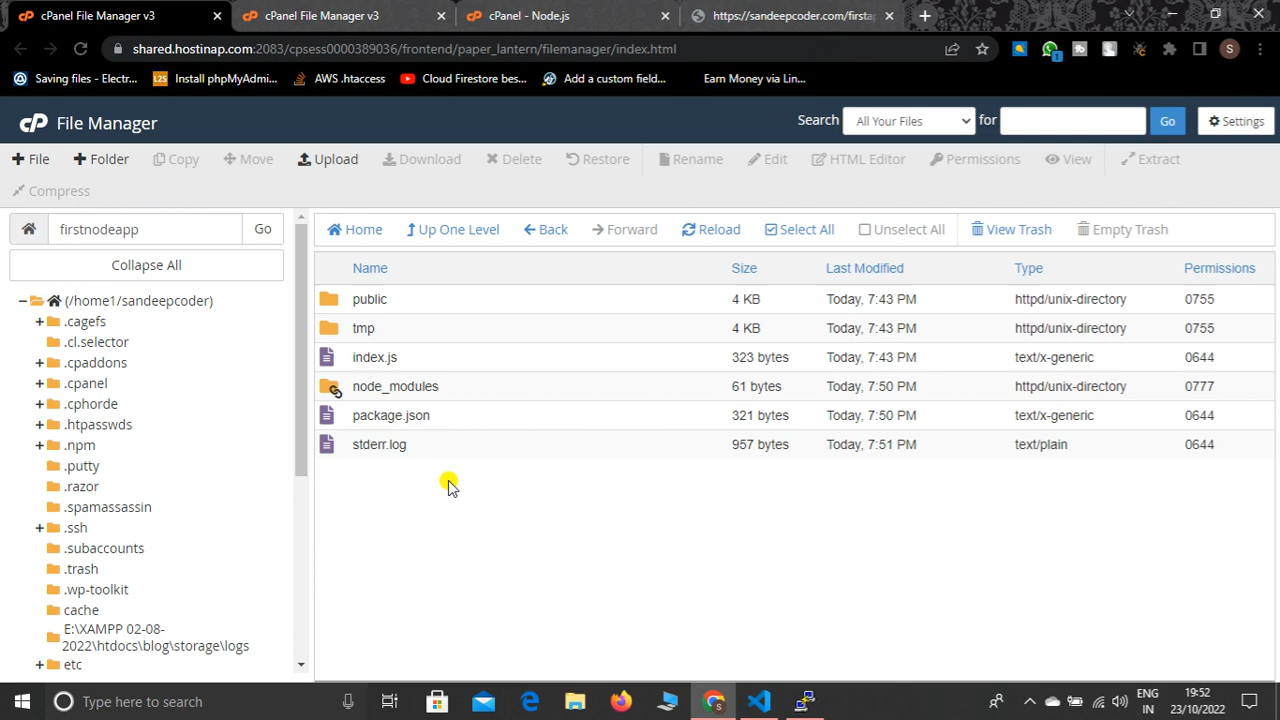 cPanel File Manager v3
cPanel File Manager v3
cPanel - Node.js
https://sandeepcoder.com/firsta
shared.hostinap.com:2083/cpsess0000389036/frontend/paper_lantern/filemanager/index.html
1
S
Saving files - Electr...
L2S
Install phpMyAdmi...
AWS .htaccess
Cloud Firestore bes...
Add a custom field...
Earn Money via Lin...
cP File Manager
Search
All Your Files
for
Go
Settings
File
Folder
Copy
Move
Upload
Download
Delete
Restore
Rename
Edit
HTML Editor
Permissions
View
Extract
Compress
firstnodeapp
Go
Home
Up One Level
Back
Forward
Reload
Select All
Unselect All
View Trash
Empty Trash
Collapse All
(/home1/sandeepcoder)
.cagefs
.cl.selector
.cpaddons
.cpanel
.cphorde
.htpasswds
.npm
.putty
.razor
.spamassassin
.ssh
.subaccounts
.trash
.wp-toolkit
cache
E:\XAMPP 02-08-
2022\htdocs\blog\storage\logs
etc
Name Size Last Modified Type Permissions
public 4 KB Today, 7:43 PM httpd/unix-directory 0755
tmp 4 KB Today, 7:43 PM httpd/unix-directory 0755
index.js 323 bytes Today, 7:43 PM text/x-generic 0644
node_modules 61 bytes Today, 7:50 PM httpd/unix-directory 0777
package.json 321 bytes Today, 7:50 PM text/x-generic 0644
stderr.log 957 bytes Today, 7:51 PM text/plain 0644
Type here to search
S
ENG
IN
19:52
23/10/2022